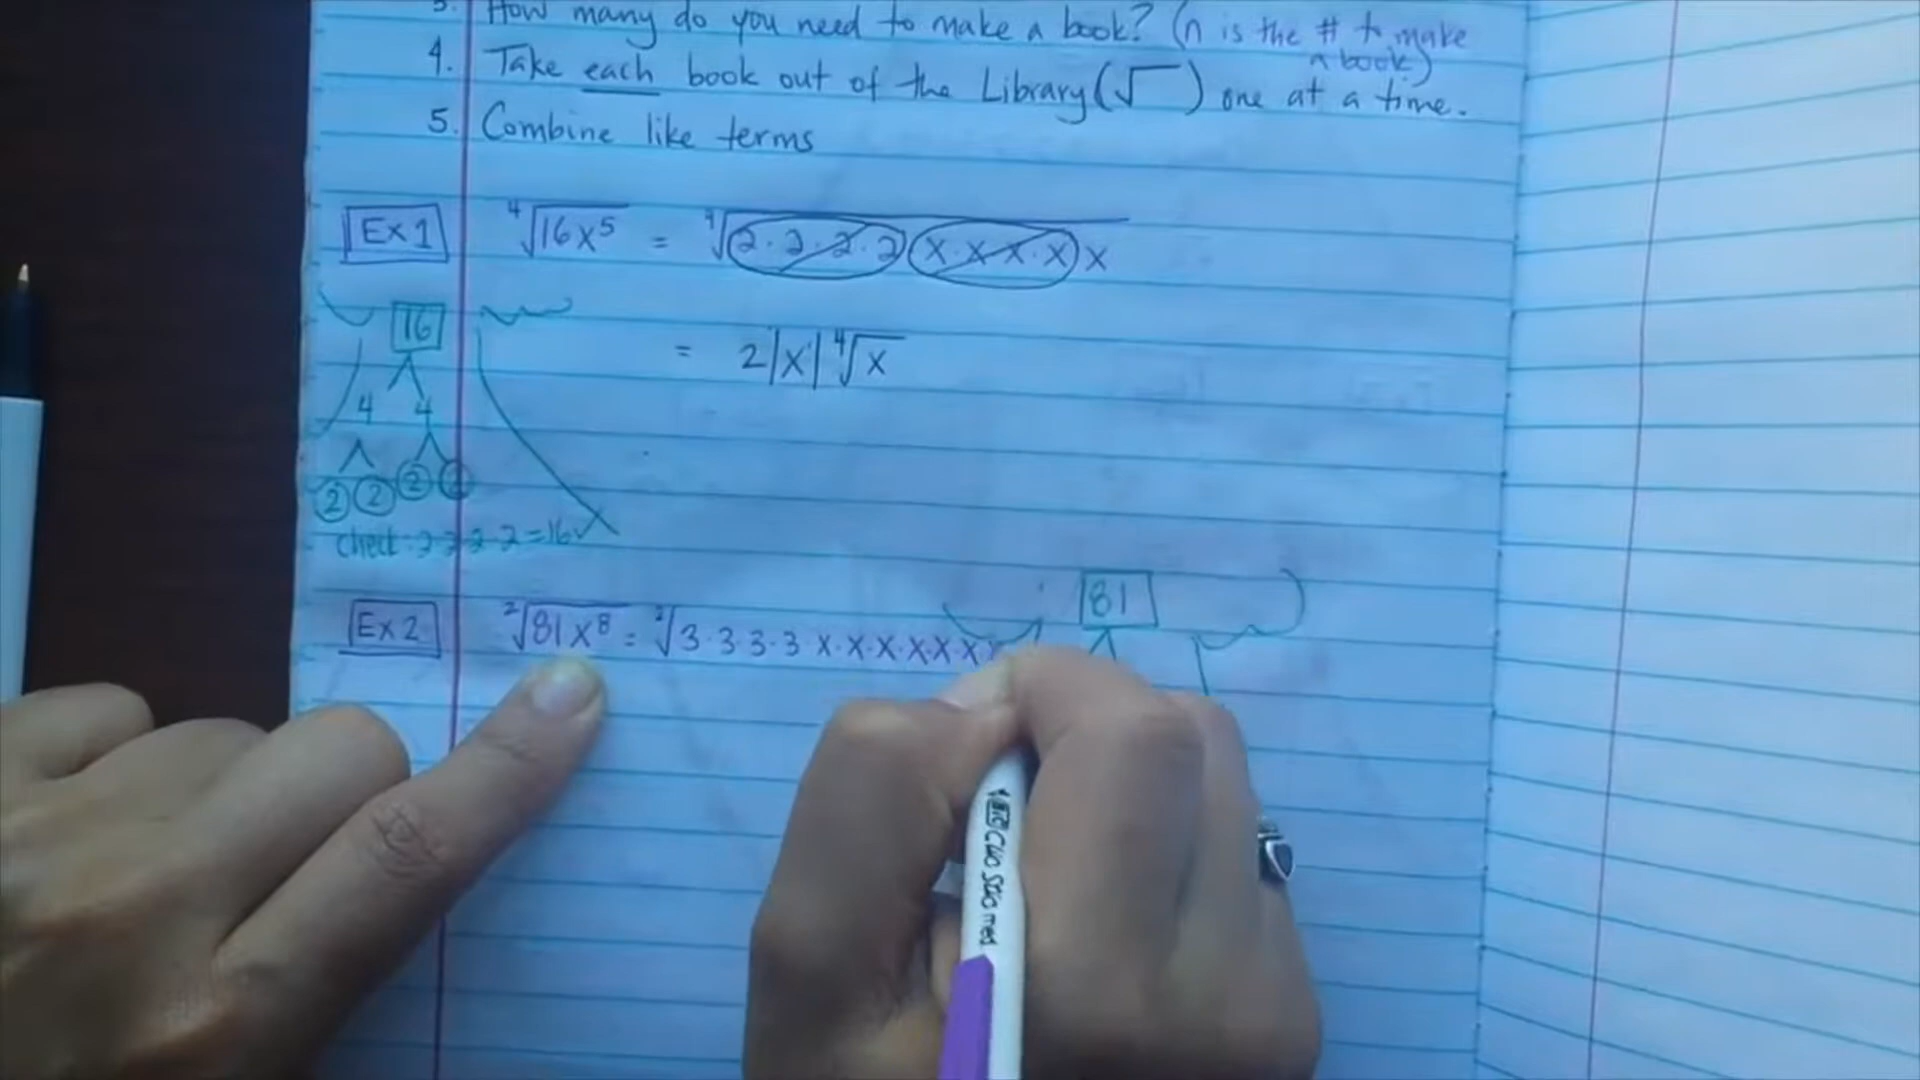 3. How many do you need to make a book? (n is the # to make a book)
4. Take each book out of the Library (√ ) one at a time.
5. Combine like terms
Ex 1 ⁴√16x⁵ = ⁴√2·2·2·2 x·x·x·x x
= 2|x| ⁴√x
16
4 4
2 2 2 2
check: 2 2 2 2 = 16 ✓
Ex 2 ²√81x⁸ = ²√3·3·3·3·x·x·x·x·x·x
81
BIC